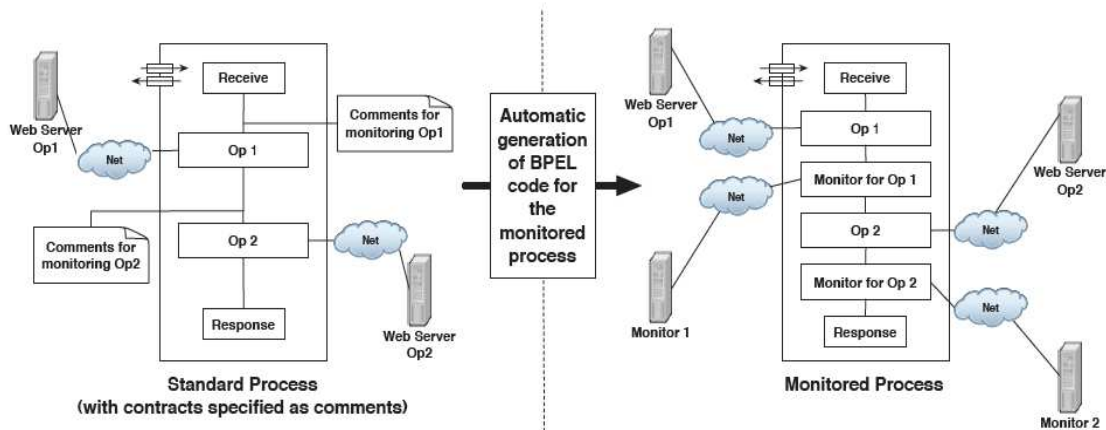 Receive
Web Server
Op1
Net
Op 1
Comments for
monitoring Op1
Comments for
monitoring Op2
Op 2
Net
Response
Web Server
Op2
Standard Process
(with contracts specified as comments)
Automatic
generation
of BPEL
code for
the
monitored
process
Receive
Web Server
Op1
Net
Op 1
Net
Monitor for Op 1
Web Server
Op2
Op 2
Net
Monitor for Op 2
Net
Monitor 1
Response
Monitored Process
Monitor 2